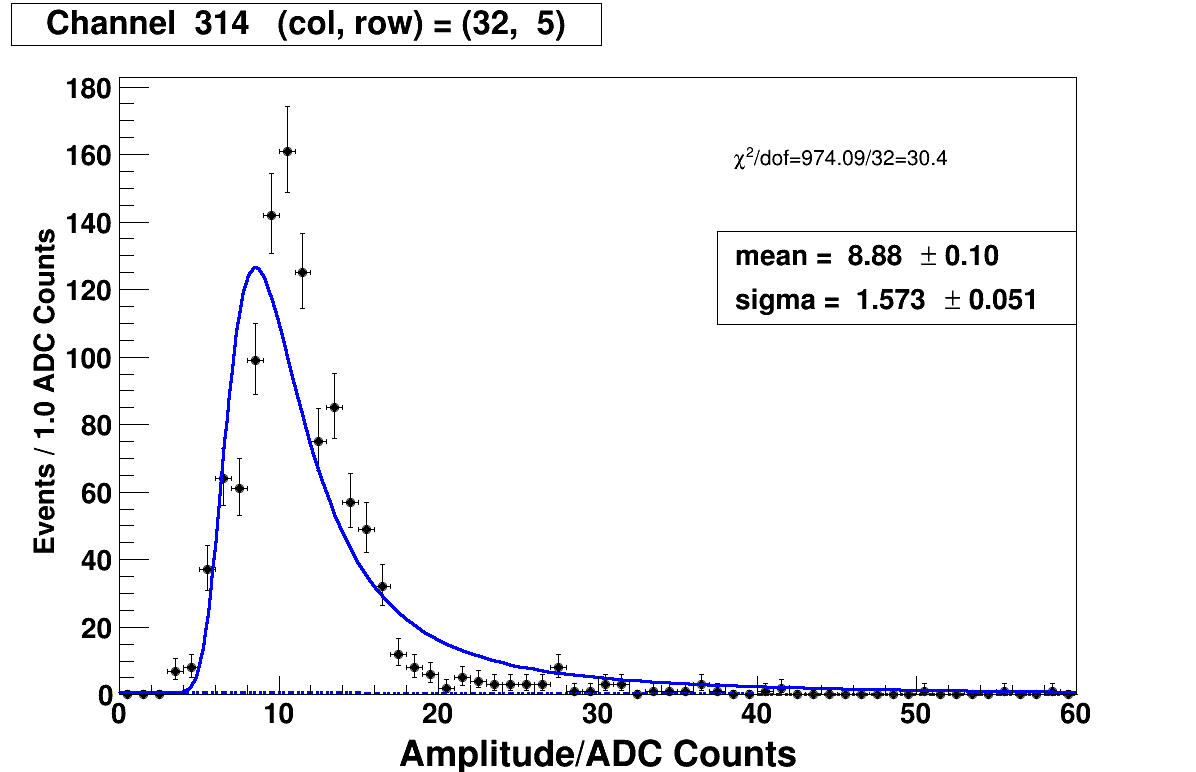 Channel 314 (col, row) = (32, 5)
χ²/dof=974.09/32=30.4
mean = 8.88 ± 0.10
sigma = 1.573 ± 0.051
Events / 1.0 ADC Counts
180
160
140
120
100
80
60
40
20
0
0 10 20 30 40 50 60
Amplitude/ADC Counts